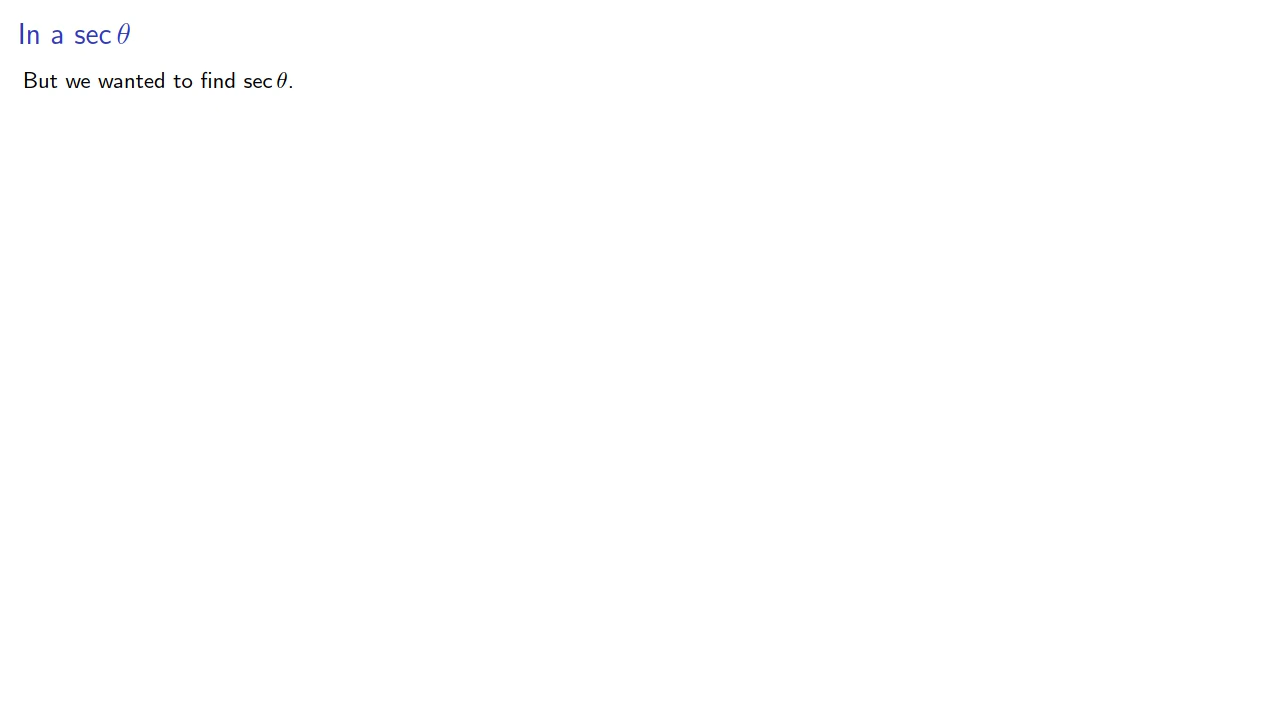 In a sec θ
But we wanted to find sec θ.